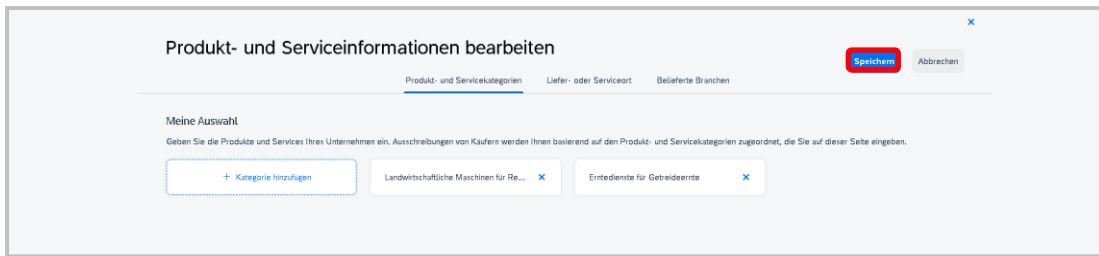 ×
Produkt- und Serviceinformationen bearbeiten
Speichern
Abbrechen
Produkt- und Servicekategorien
Liefer- oder Serviceort
Belieferte Branchen
Meine Auswahl
Geben Sie die Produkte und Services Ihres Unternehmen ein. Ausschreibungen von Käufern werden Ihnen basierend auf den Produkt- und Servicekategorien zugeordnet, die Sie auf dieser Seite eingeben.
+ Kategorie hinzufügen
Landwirtschaftliche Maschinen für Re... ×
Erntedienste für Getreideernte ×